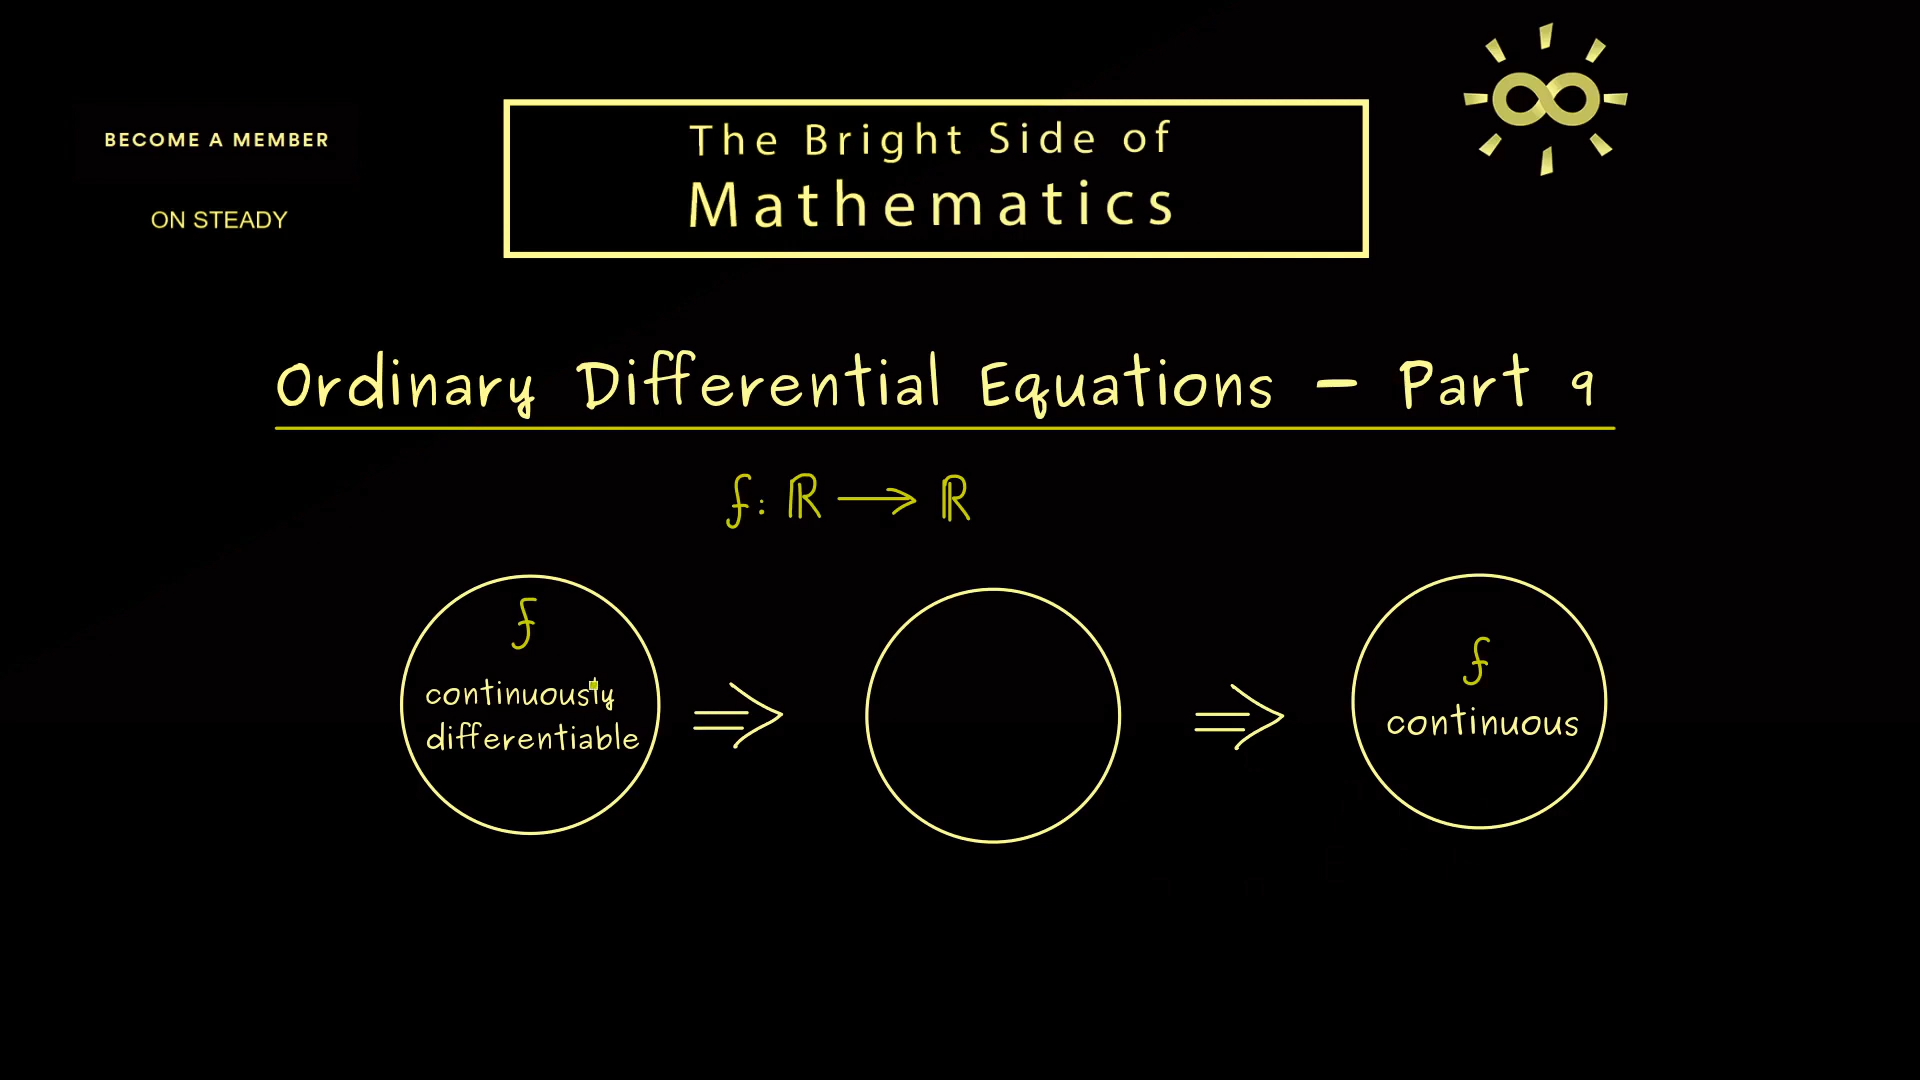 BECOME A MEMBER
ON STEADY
The Bright Side of
Mathematics
Ordinary Differential Equations - Part 9
f: ℝ ⟶ ℝ
f
continuously
differentiable
⇒
⇒
f
continuous